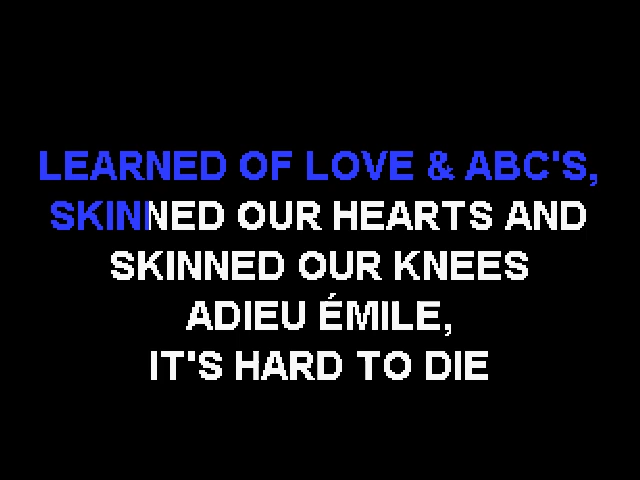 LEARNED OF LOVE & ABC'S,
SKINNED OUR HEARTS AND
SKINNED OUR KNEES
ADIEU ÉMILE,
IT'S HARD TO DIE